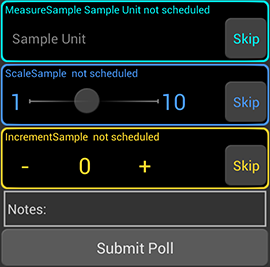 MeasureSample Sample Unit not scheduled
Sample Unit Skip
ScaleSample not scheduled
1 10 Skip
IncrementSample not scheduled
- 0 + Skip
Notes:
Submit Poll